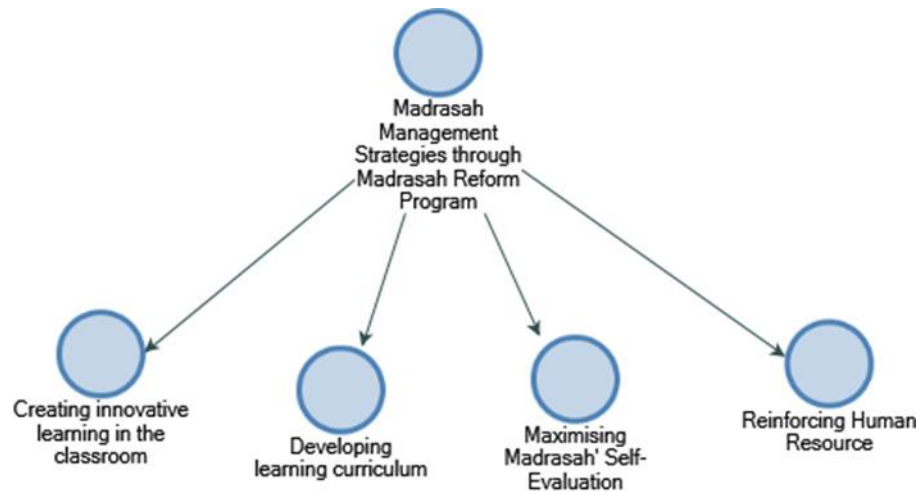 Madrasah
Management
Strategies through
Madrasah Reform
Program
Creating innovative
learning in the
classroom
Developing
learning curriculum
Maximising
Madrasah' Self-
Evaluation
Reinforcing Human
Resource